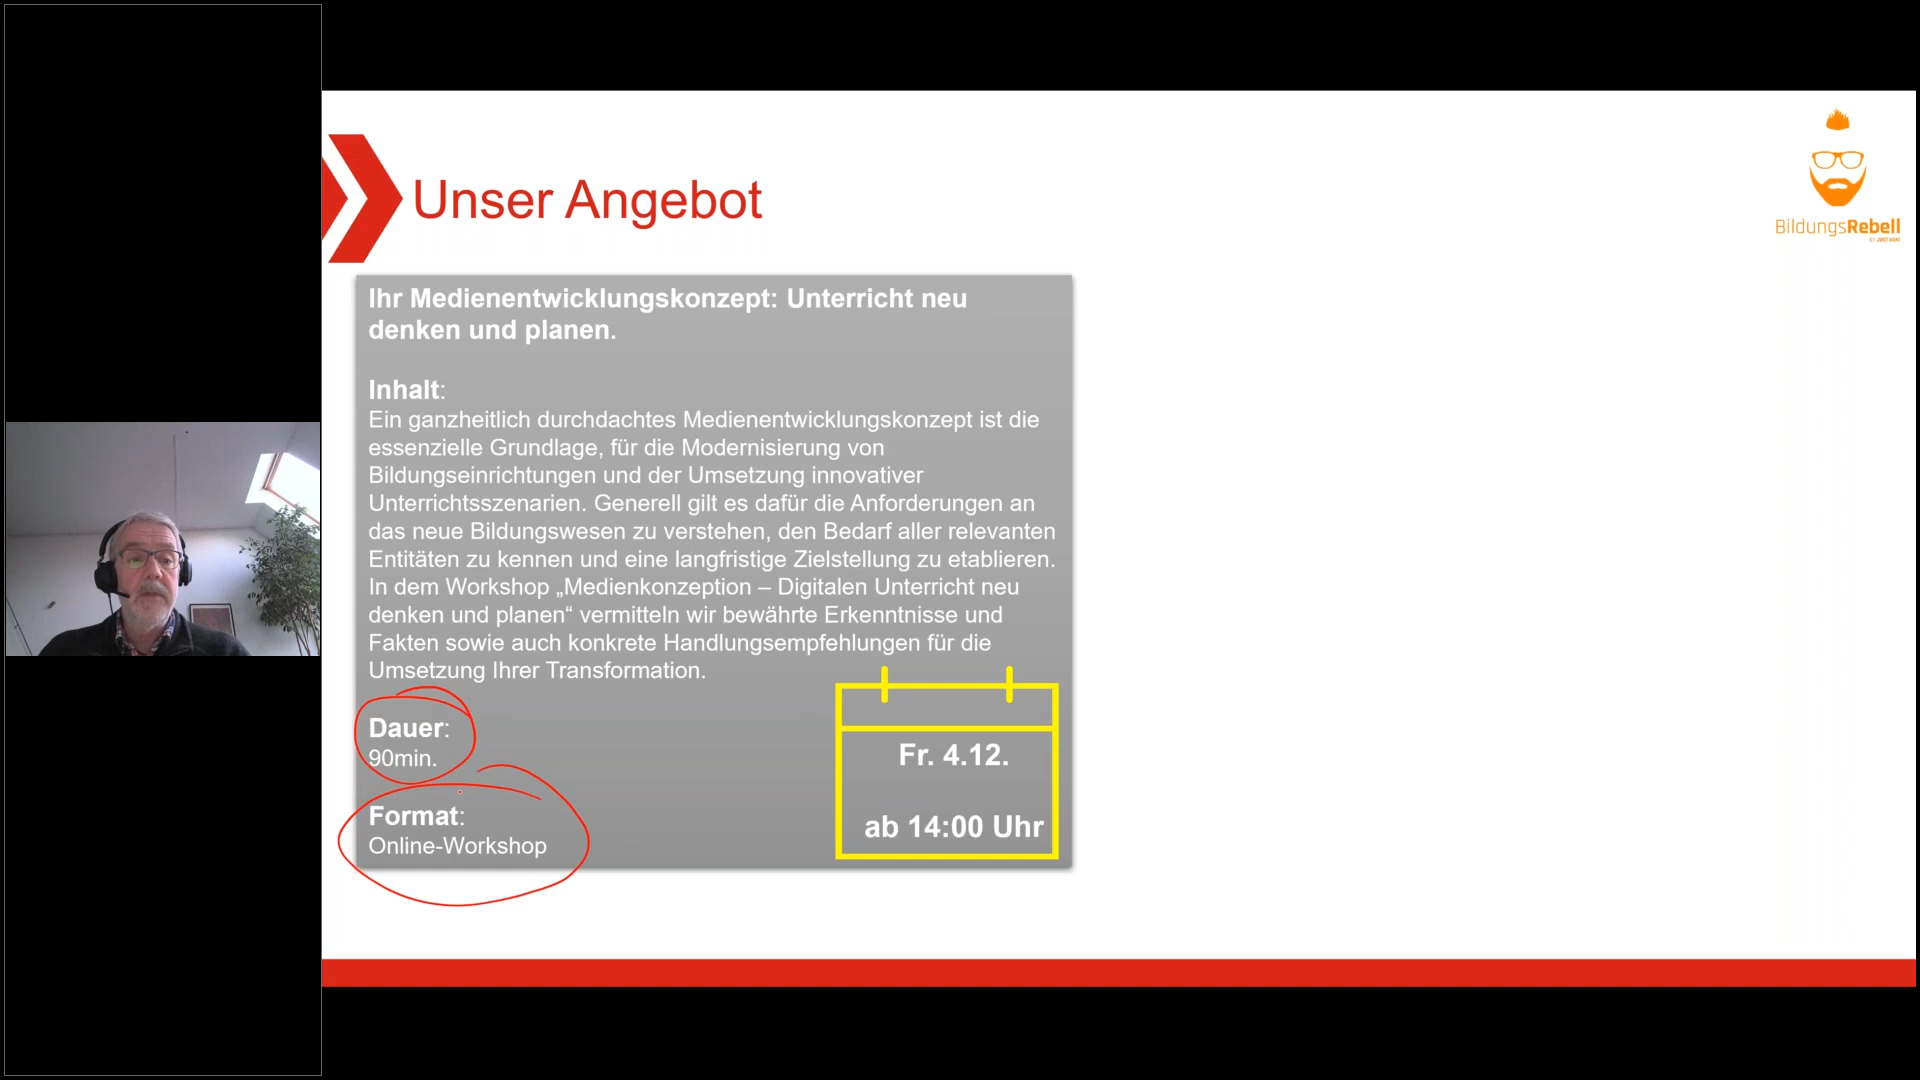 Unser Angebot
BildungsRebell
Ihr Medienentwicklungskonzept: Unterricht neu
denken und planen.
Inhalt:
Ein ganzheitlich durchdachtes Medienentwicklungskonzept ist die
essenzielle Grundlage, für die Modernisierung von
Bildungseinrichtungen und der Umsetzung innovativer
Unterrichtsszenarien. Generell gilt es dafür die Anforderungen an
das neue Bildungswesen zu verstehen, den Bedarf aller relevanten
Entitäten zu kennen und eine langfristige Zielstellung zu etablieren.
In dem Workshop „Medienkonzeption – Digitalen Unterricht neu
denken und planen“ vermitteln wir bewährte Erkenntnisse und
Fakten sowie auch konkrete Handlungsempfehlungen für die
Umsetzung Ihrer Transformation.
Dauer:
90min.
Format:
Online-Workshop
Fr. 4.12.
ab 14:00 Uhr